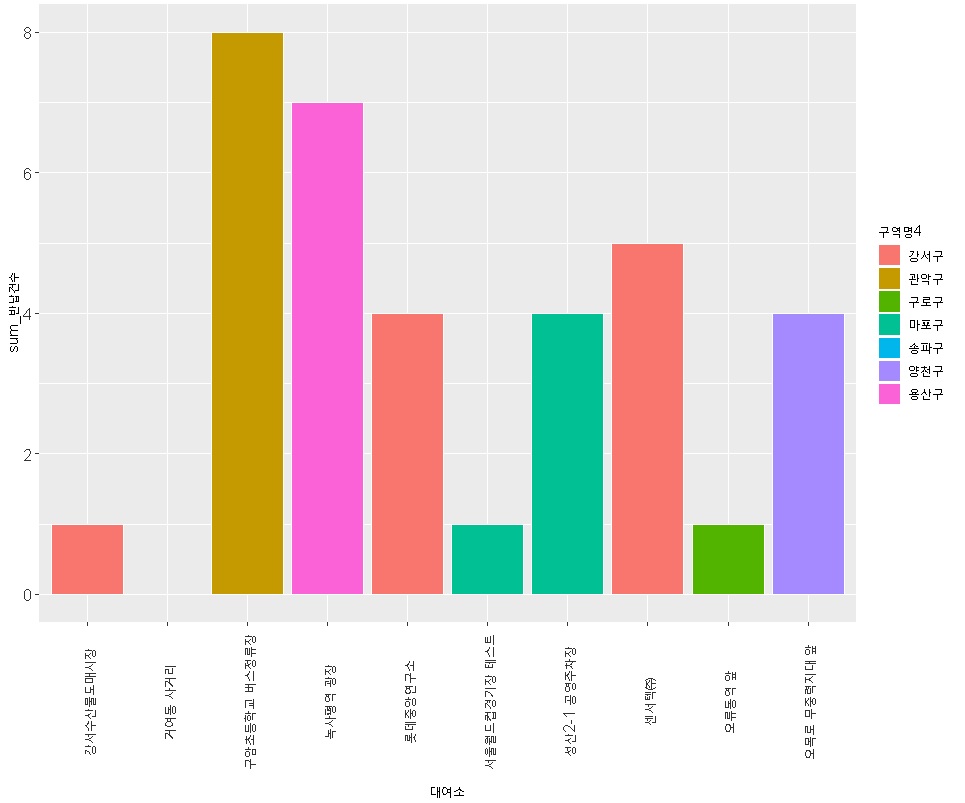 8
6
4
2
0
sum_반납건수
강서수산물도매시장
거여동 사거리
구암초등학교 버스정류장
녹사평역 광장
롯데중앙연구소
서울월드컵경기장 테스트
성산2-1 공영주차장
센서텍㈜
오류동역 앞
오목로 무중력지대 앞
대여소
구역명4
강서구
관악구
구로구
마포구
송파구
양천구
용산구